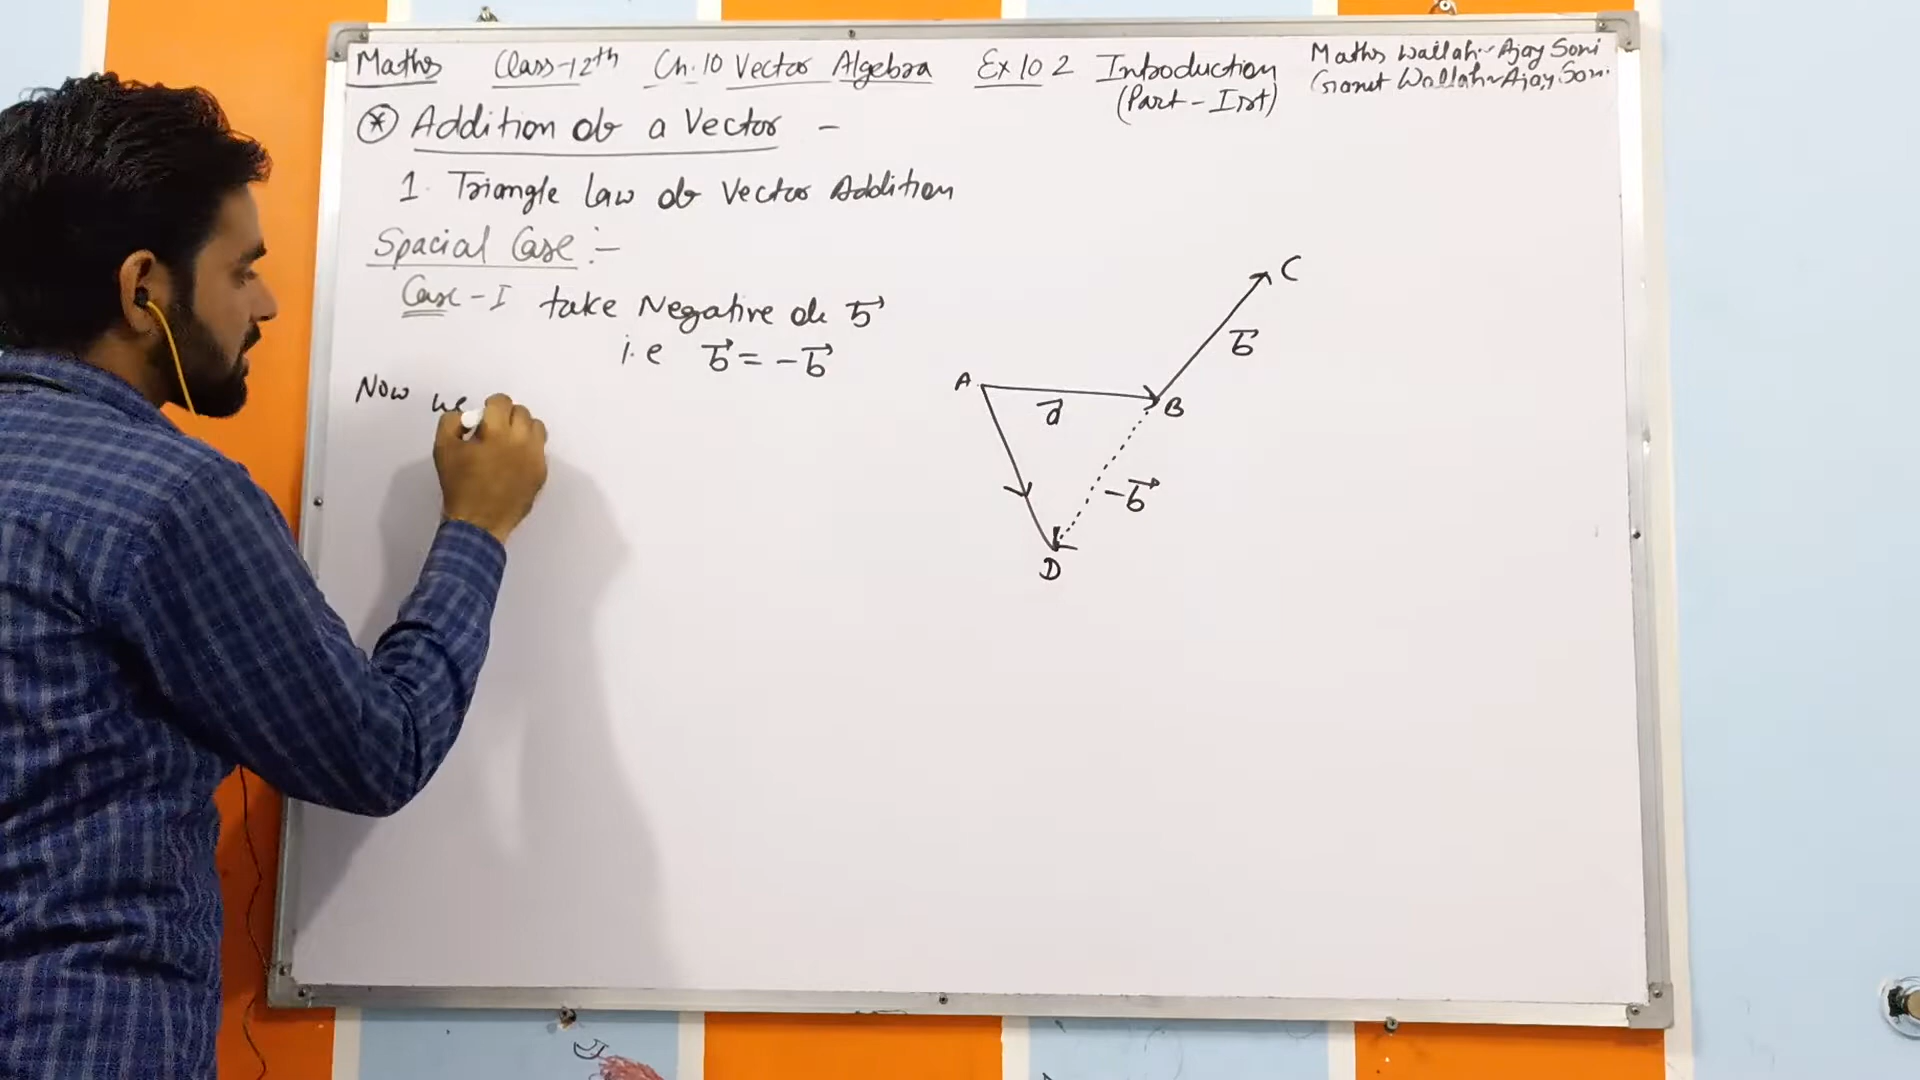 Maths Class-12th Ch.10 Vector Algebra Ex 10 2 Introduction
(Part-Ist)
Maths Wallah-Ajay Soni
Wallah-Ajay Soni
* Addition of a Vector -
1. Triangle law of Vector Addition
Spacial Case :-
Case-I take Negative of b⃗
i.e b⃗ = -b⃗
Now we
C
b⃗
A
a⃗
B
-b⃗
D